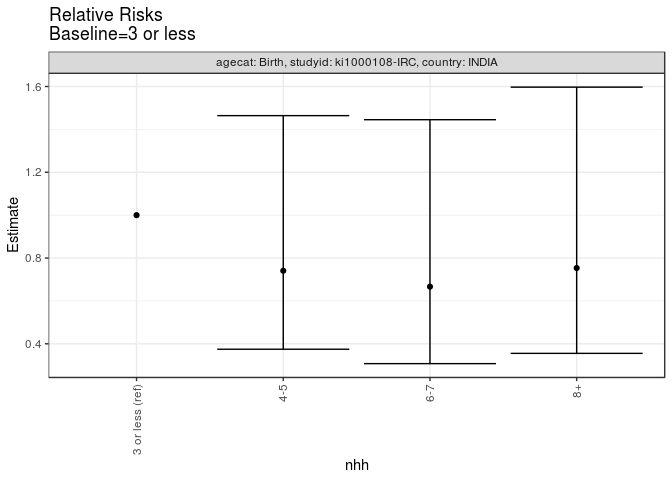 Relative Risks
Baseline=3 or less
agecat: Birth, studyid: ki1000108-IRC, country: INDIA
1.6
1.2
0.8
0.4
Estimate
3 or less (ref)
4-5
6-7
8+
nhh